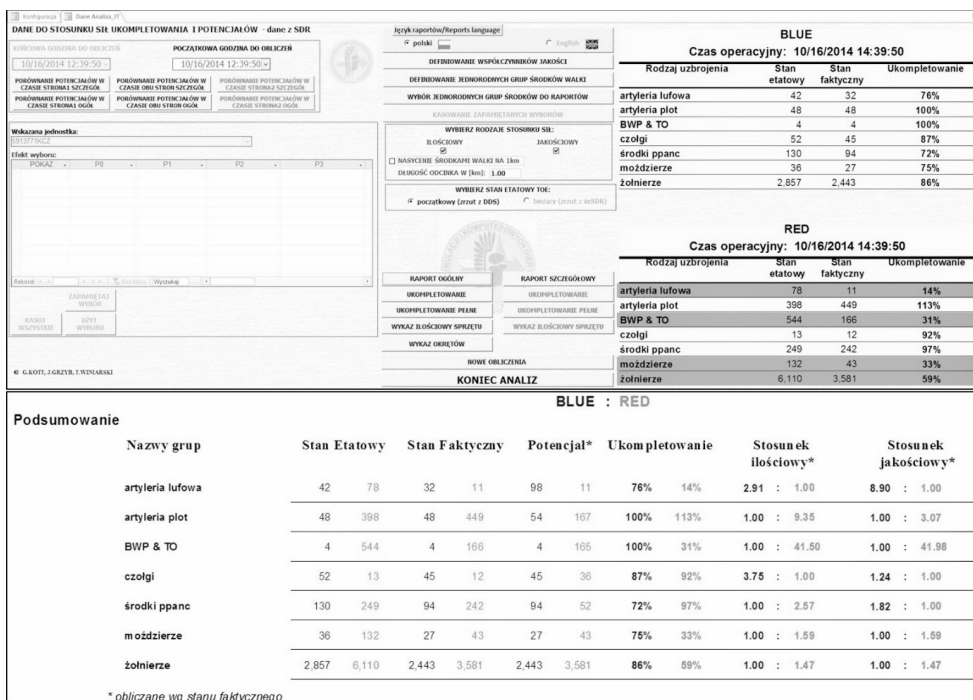 Konfiguracja Dane Analiza_IT
DANE DO STOSUNKU SIŁ UKOMPLETOWANIA I POTENCJAŁÓW - dane z SDR
KOŃCOWA GODZINA DO OBLICZEŃ POCZĄTKOWA GODZINA DO OBLICZEŃ
10/16/2014 12:39:50 10/16/2014 12:39:50
PORÓWNANIE POTENCJAŁÓW W CZASIE STRONA1 SZCZEGÓŁ PORÓWNANIE POTENCJAŁÓW W CZASIE OBU STRON SZCZEGÓŁ PORÓWNANIE POTENCJAŁÓW W CZASIE STRONA2 SZCZEGÓŁ
PORÓWNANIE POTENCJAŁÓW W CZASIE STRONA1 OGÓŁ PORÓWNANIE POTENCJAŁÓW W CZASIE OBU STRON OGÓŁ PORÓWNANIE POTENCJAŁÓW W CZASIE STRONA2 OGÓŁ
Wskazana jednostka:
5913771KCZ
Efekt wyboru:
POKAZ P0 P1 P2 P3
Rekord: Bez filtru Wyszukaj
ZAPAMIĘTAJ WYBÓR
KASUJ WSZYSTKIE UŻYJ WYBORU
© G.KOTT, J.GRZYB, T.WINIARSKI
Język raportów/Reports language
polski English
DEFINIOWANIE WSPÓŁCZYNNIKÓW JAKOŚCI
DEFINIOWANIE JEDNORODNYCH GRUP ŚRODKÓW WALKI
WYBÓR JEDNORODNYCH GRUP ŚRODKÓW DO RAPORTÓW
KASOWANIE ZAPAMIĘTANYCH WYBORÓW
WYBIERZ RODZAJE STOSUNKU SIŁ:
ILOŚCIOWY JAKOŚCIOWY
NASYCENIE ŚRODKAMI WALKI NA 1km
DŁUGOŚĆ ODCINKA W [km]: 1.00
WYBIERZ STAN ETATOWY TOE:
początkowy (zrzut z DDS) bieżący (zrzut z exSDR)
RAPORT OGÓLNY RAPORT SZCZEGÓŁOWY
UKOMPLETOWANIE UKOMPLETOWANIE
UKOMPLETOWANIE PEŁNE UKOMPLETOWANIE PEŁNE
WYKAZ ILOŚCIOWY SPRZĘTU WYKAZ ILOŚCIOWY SPRZĘTU
WYKAZ OKRĘTÓW
NOWE OBLICZENIA
KONIEC ANALIZ
BLUE
Czas operacyjny: 10/16/2014 14:39:50
Rodzaj uzbrojenia Stan etatowy Stan faktyczny Ukompletowanie
artyleria lufowa 42 32 76%
artyleria plot 48 48 100%
BWP & TO 4 4 100%
czołgi 52 45 87%
środki ppanc 130 94 72%
moździerze 36 27 75%
żołnierze 2,857 2,443 86%
RED
Czas operacyjny: 10/16/2014 14:39:50
Rodzaj uzbrojenia Stan etatowy Stan faktyczny Ukompletowanie
artyleria lufowa 78 11 14%
artyleria plot 398 449 113%
BWP & TO 544 166 31%
czołgi 13 12 92%
środki ppanc 249 242 97%
moździerze 132 43 33%
żołnierze 6,110 3,581 59%
BLUE : RED
Podsumowanie
Nazwy grup Stan Etatowy Stan Faktyczny Potencjał* Ukompletowanie Stosunek ilościowy* Stosunek jakościowy*
artyleria lufowa 42 78 32 11 98 11 76% 14% 2.91 : 1.00 8.90 : 1.00
artyleria plot 48 398 48 449 54 167 100% 113% 1.00 : 9.35 1.00 : 3.07
BWP & TO 4 544 4 166 4 165 100% 31% 1.00 : 41.50 1.00 : 41.98
czołgi 52 13 45 12 45 36 87% 92% 3.75 : 1.00 1.24 : 1.00
środki ppanc 130 249 94 242 94 52 72% 97% 1.00 : 2.57 1.82 : 1.00
moździerze 36 132 27 43 27 43 75% 33% 1.00 : 1.59 1.00 : 1.59
żołnierze 2,857 6,110 2,443 3,581 2,443 3,581 86% 59% 1.00 : 1.47 1.00 : 1.47
* obliczane wg stanu faktycznego